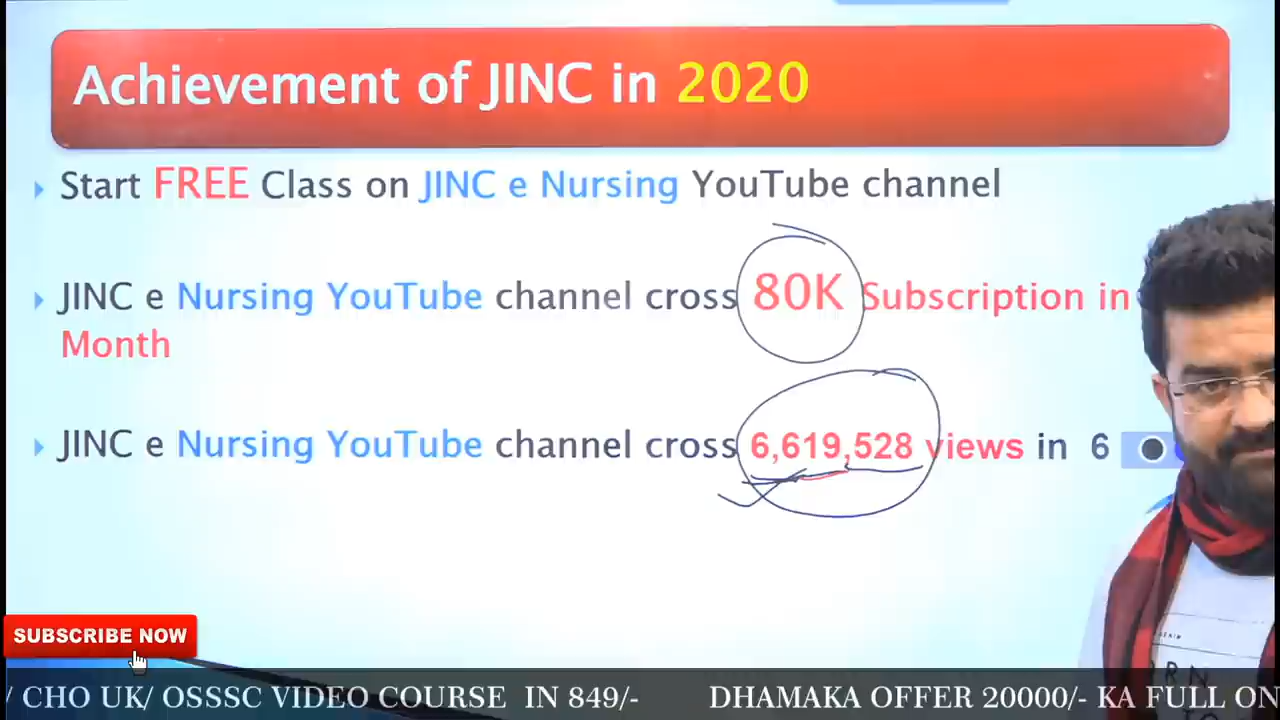 Achievement of JINC in 2020
Start FREE Class on JINC e Nursing YouTube channel
JINC e Nursing YouTube channel cross 80K Subscription in
Month
JINC e Nursing YouTube channel cross 6,619,528 views in 6
SUBSCRIBE NOW
/ CHO UK/ OSSSC VIDEO COURSE IN 849/- DHAMAKA OFFER 20000/- KA FULL ON